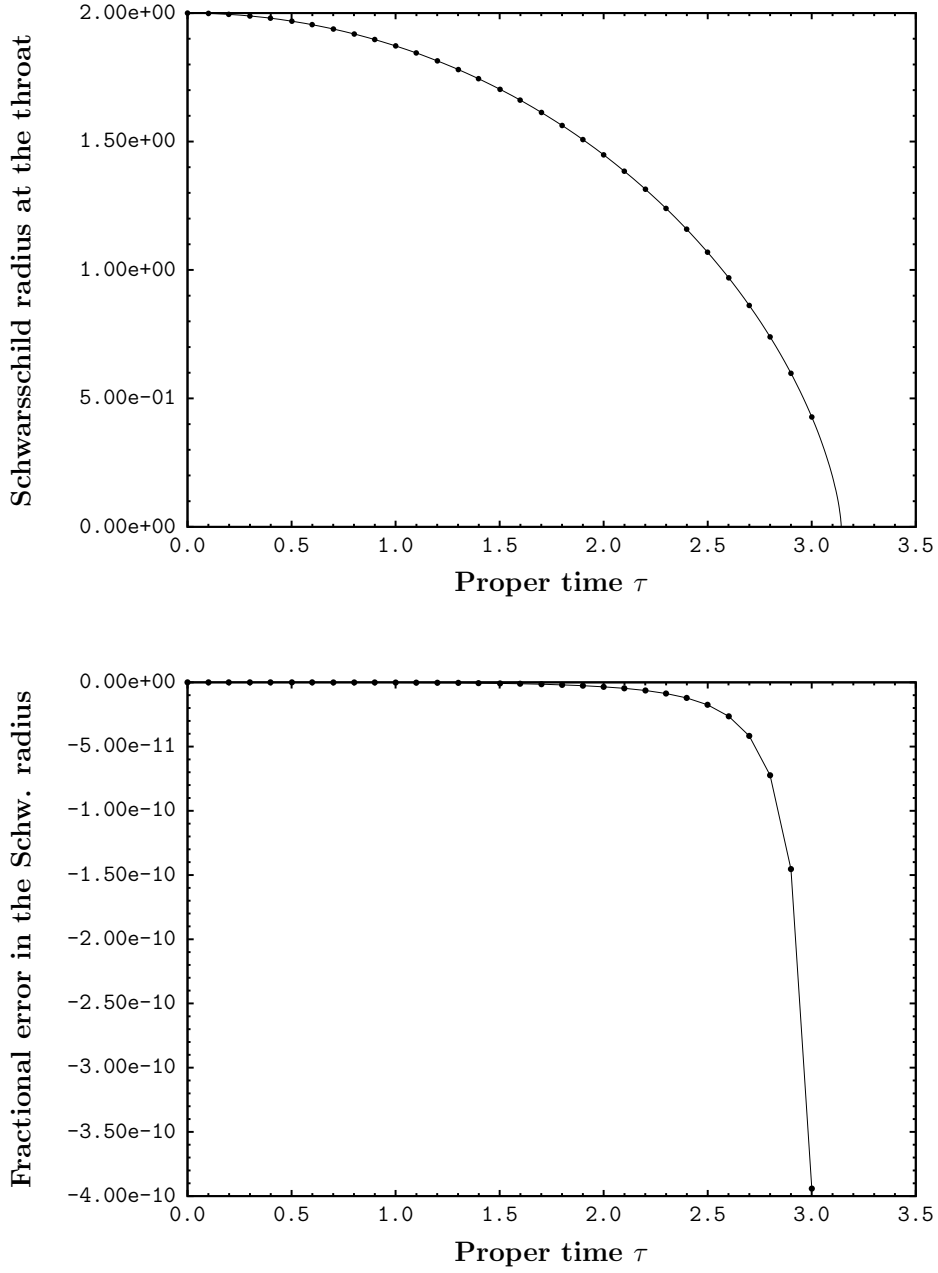 Schwarsschild radius at the throat
2.00e+00
1.50e+00
1.00e+00
5.00e-01
0.00e+00
0.0 0.5 1.0 1.5 2.0 2.5 3.0 3.5
Proper time τ
Fractional error in the Schw. radius
0.00e+00
-5.00e-11
-1.00e-10
-1.50e-10
-2.00e-10
-2.50e-10
-3.00e-10
-3.50e-10
-4.00e-10
0.0 0.5 1.0 1.5 2.0 2.5 3.0 3.5
Proper time τ